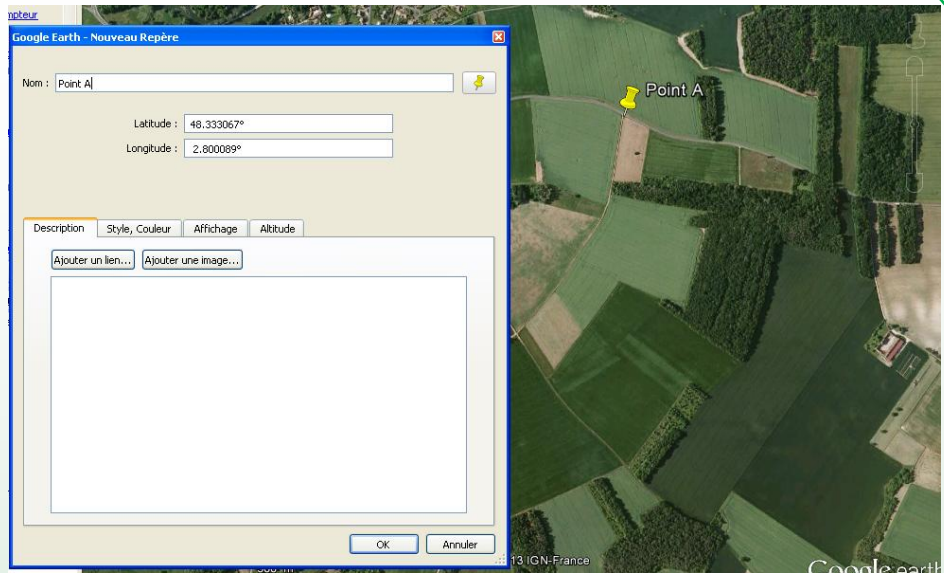 mpteur
Google Earth - Nouveau Repère
Nom : Point A
Latitude : 48.333067°
Longitude : 2.800089°
Description Style, Couleur Affichage Altitude
Ajouter un lien... Ajouter une image...
OK Annuler
Point A
13 IGN-France
Google earth